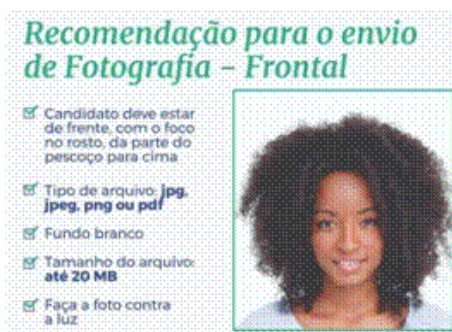 Recomendação para o envio
de Fotografia – Frontal
Candidato deve estar
de frente, com o foco
no rosto, da parte do
pescoço para cima
Tipo de arquivo: jpg,
jpeg, png ou pdf
Fundo branco
Tamanho do arquivo:
até 20 MB
Faça a foto contra
a luz